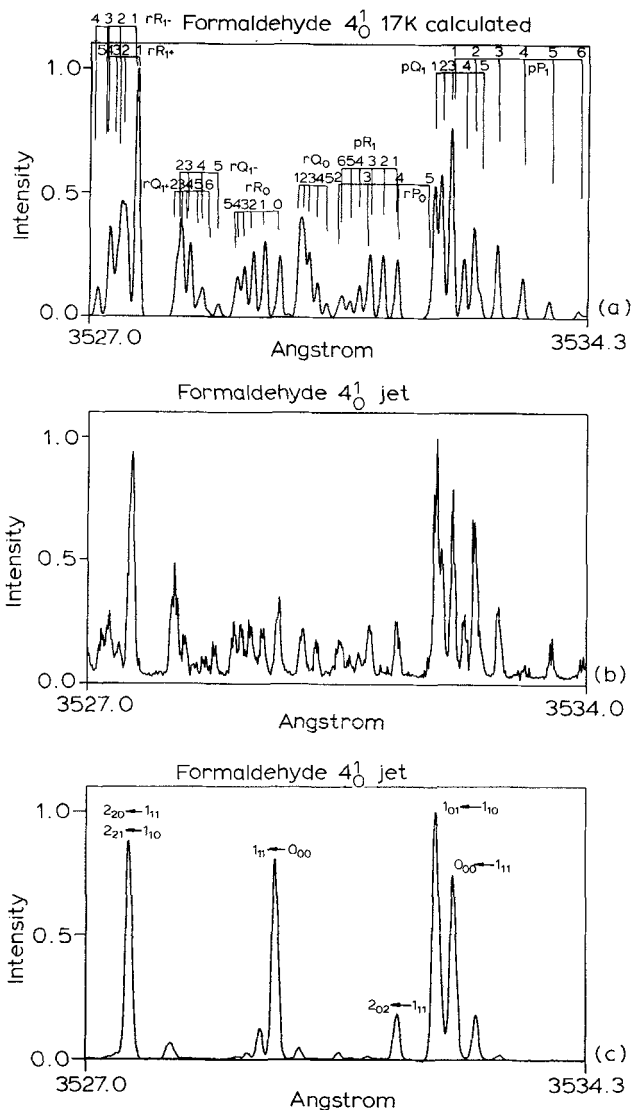 Formaldehyde 4₀¹ 17K calculated
4 3 2 1 rR₁-
5 4 3 2 1 rR₁+
1.0
0.5
0.0
Intensity
2 3 4 5 rQ₁-
rQ₁+ 2 3 4 5 6
rR₀
5 4 3 2 1 0
rQ₀
1 2 3 4 5
pR₁
6 5 4 3 2 1
2 3 4 5
rP₀
pQ₁
1 2 3 4 5
1 2 3 4 5 6
pP₁
(a)
3527.0
3534.3
Angstrom
Formaldehyde 4₀¹ jet
1.0
0.5
0.0
Intensity
(b)
3527.0
3534.0
Angstrom
Formaldehyde 4₀¹ jet
1.0
0.5
0.0
Intensity
2₂₀←1₁₁
2₂₁←1₁₀
1₁₁←0₀₀
2₀₂←1₁₁
1₀₁←1₁₀
0₀₀←1₁₁
(c)
3527.0
3534.3
Angstrom